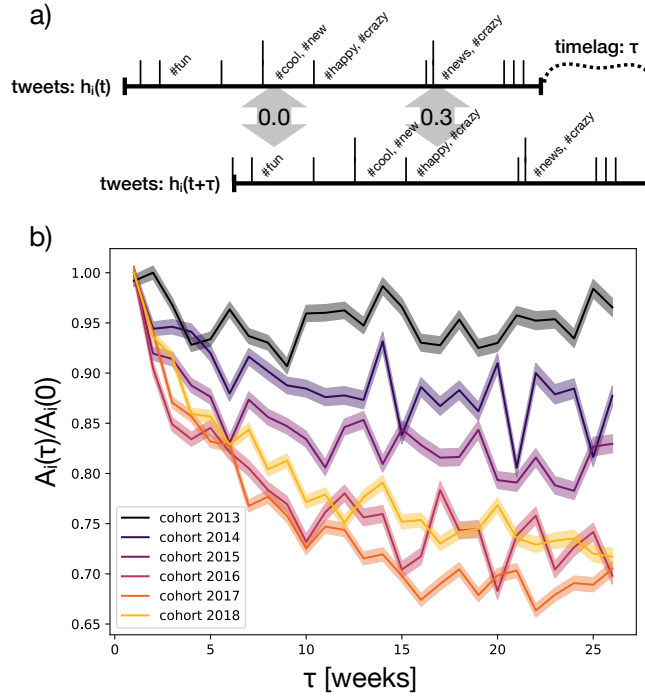 a)
#fun
#cool, #new
#happy, #crazy
#news, #crazy
timelag: τ
tweets: hᵢ(t)
0.0
0.3
#fun
#cool, #new
#happy, #crazy
#news, #crazy
tweets: hᵢ(t+τ)
b)
1.00
0.95
0.90
0.85
0.80
0.75
0.70
0.65
Aᵢ(τ)/Aᵢ(0)
cohort 2013
cohort 2014
cohort 2015
cohort 2016
cohort 2017
cohort 2018
0 5 10 15 20 25
τ [weeks]